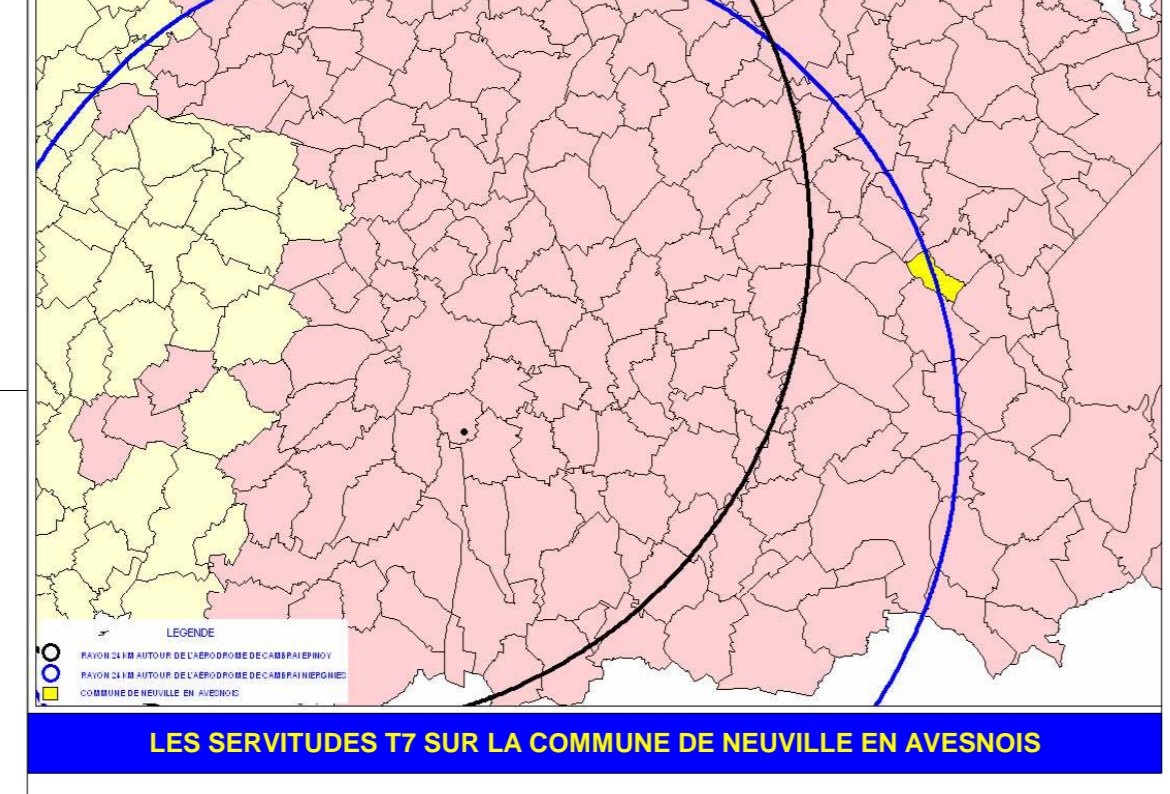 LEGENDE
RAYON 24 KM AUTOUR DE L'AERODROME DE CAMBRAI EPINOY
RAYON 24 KM AUTOUR DE L'AERODROME DE CAMBRAI NIERGNIES
COMMUNE DE NEUVILLE EN AVESNOIS
LES SERVITUDES T7 SUR LA COMMUNE DE NEUVILLE EN AVESNOIS